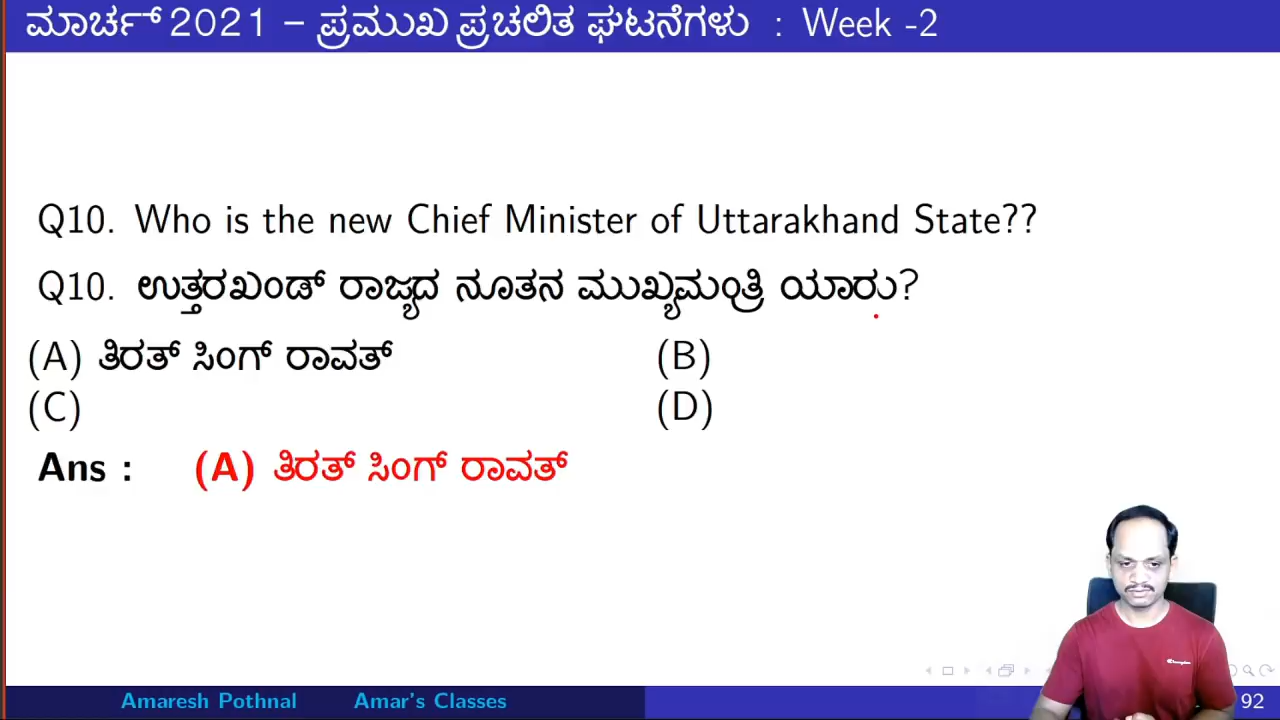 ಮಾರ್ಚ್ 2021 – ಪ್ರಮುಖ ಪ್ರಚಲಿತ ಘಟನೆಗಳು : Week -2
Q10. Who is the new Chief Minister of Uttarakhand State??
Q10. ಉತ್ತರಖಂಡ್ ರಾಜ್ಯದ ನೂತನ ಮುಖ್ಯಮಂತ್ರಿ ಯಾರು?
(A) ತಿರತ್ ಸಿಂಗ್ ರಾವತ್ (B)
(C) (D)
Ans : (A) ತಿರತ್ ಸಿಂಗ್ ರಾವತ್
Champion
Amaresh Pothnal Amar's Classes 92